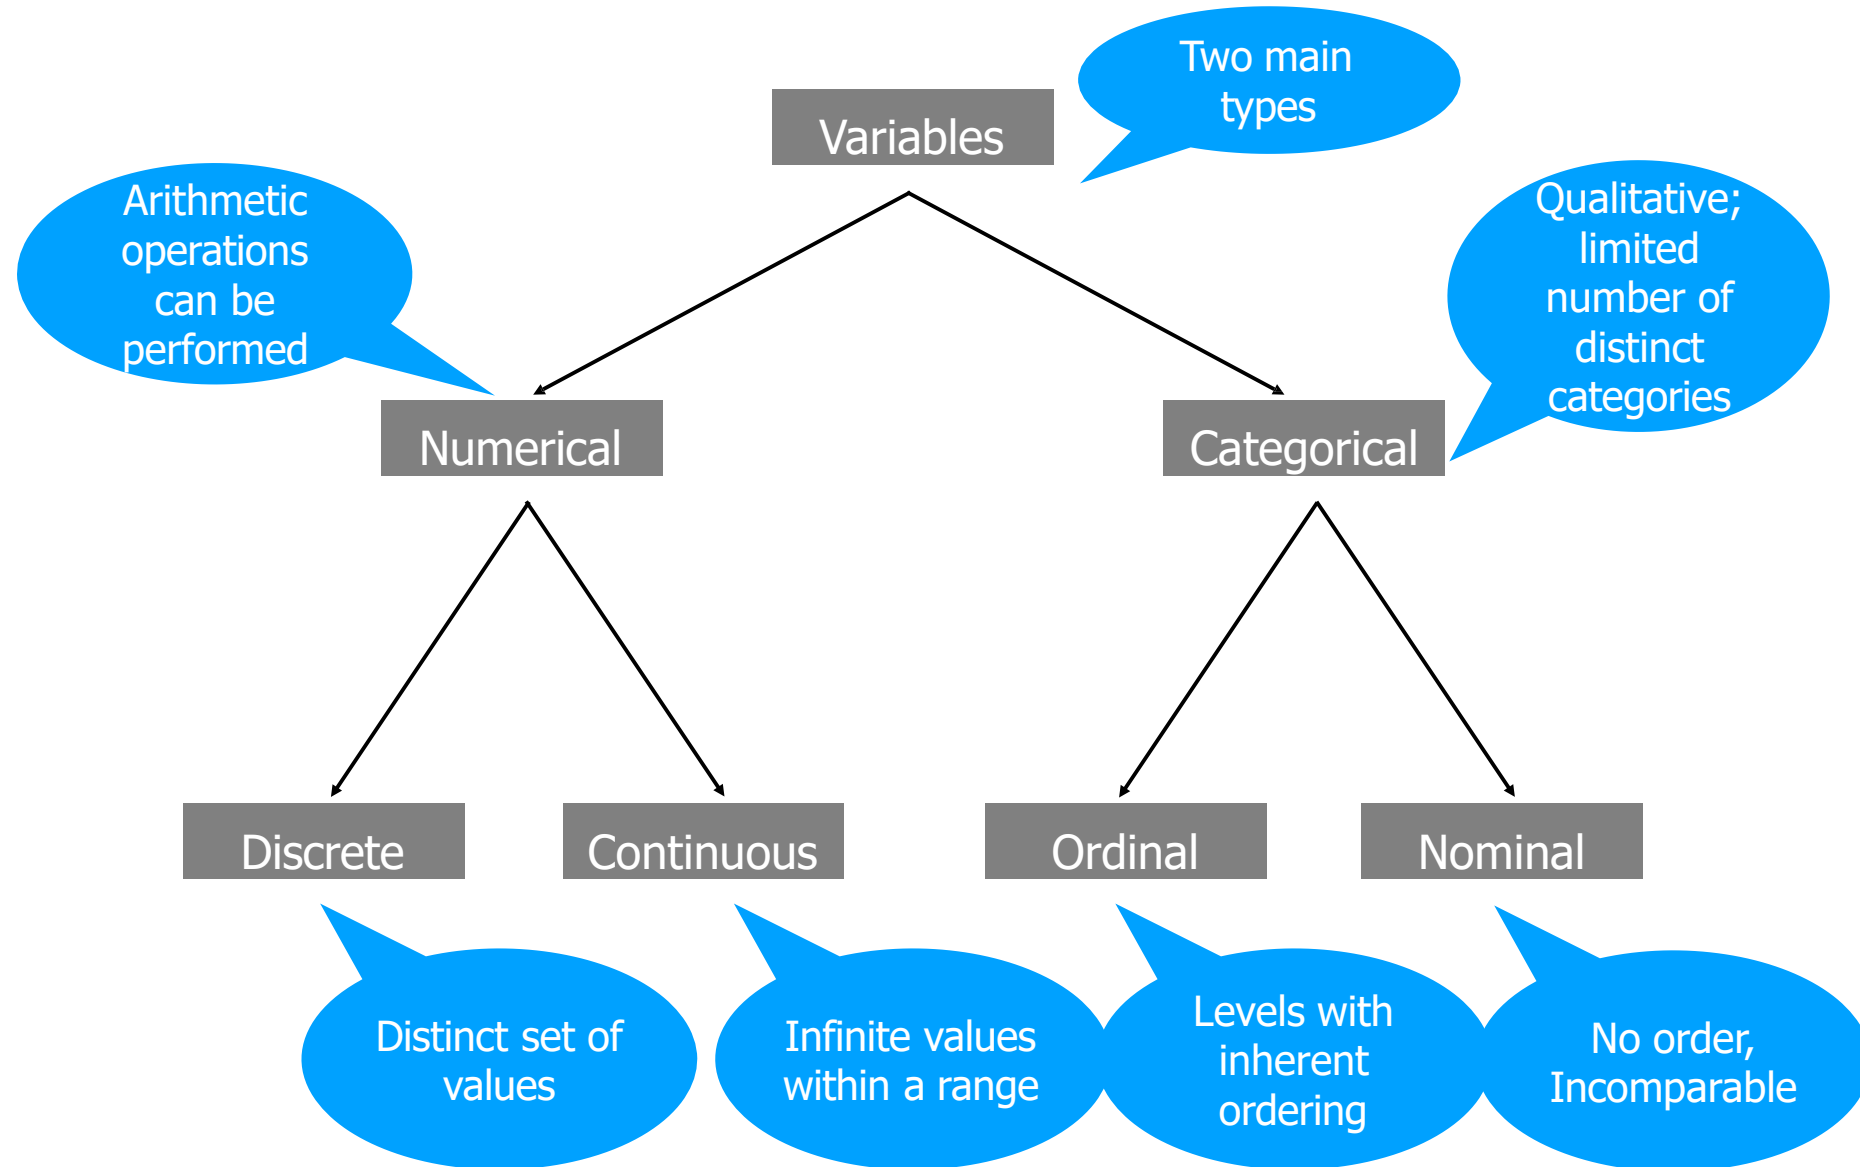 Two main
types
Variables
Arithmetic
operations
can be
performed
Qualitative;
limited
number of
distinct
categories
Numerical
Categorical
Discrete
Continuous
Ordinal
Nominal
Distinct set of
values
Infinite values
within a range
Levels with
inherent
ordering
No order,
Incomparable